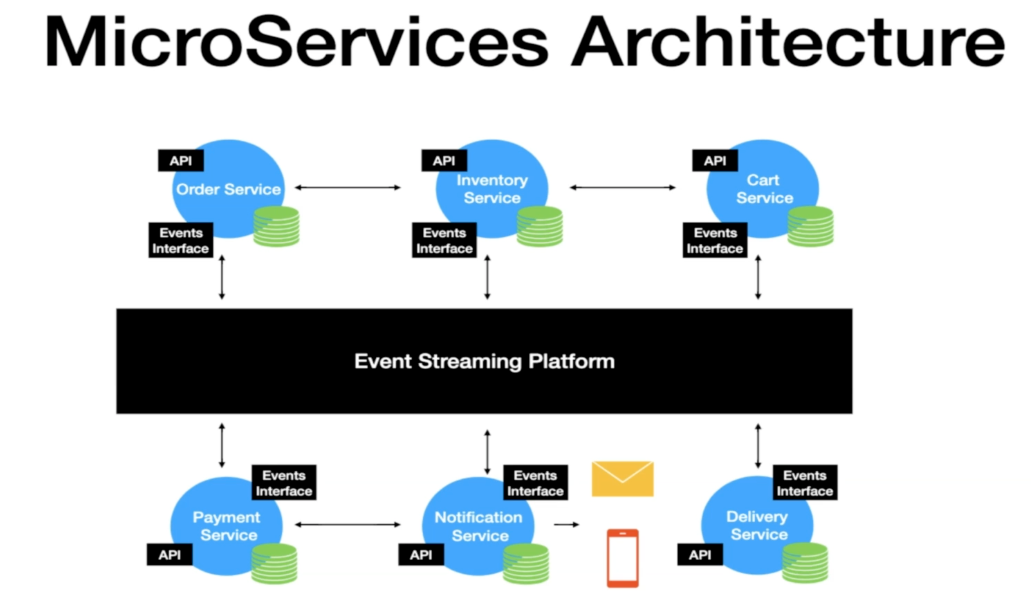 MicroServices Architecture
API
Order Service
Events
Interface
API
Inventory
Service
Events
Interface
API
Cart
Service
Events
Interface
Event Streaming Platform
Events
Interface
Payment
Service
API
Events
Interface
Notification
Service
API
Events
Interface
Delivery
Service
API